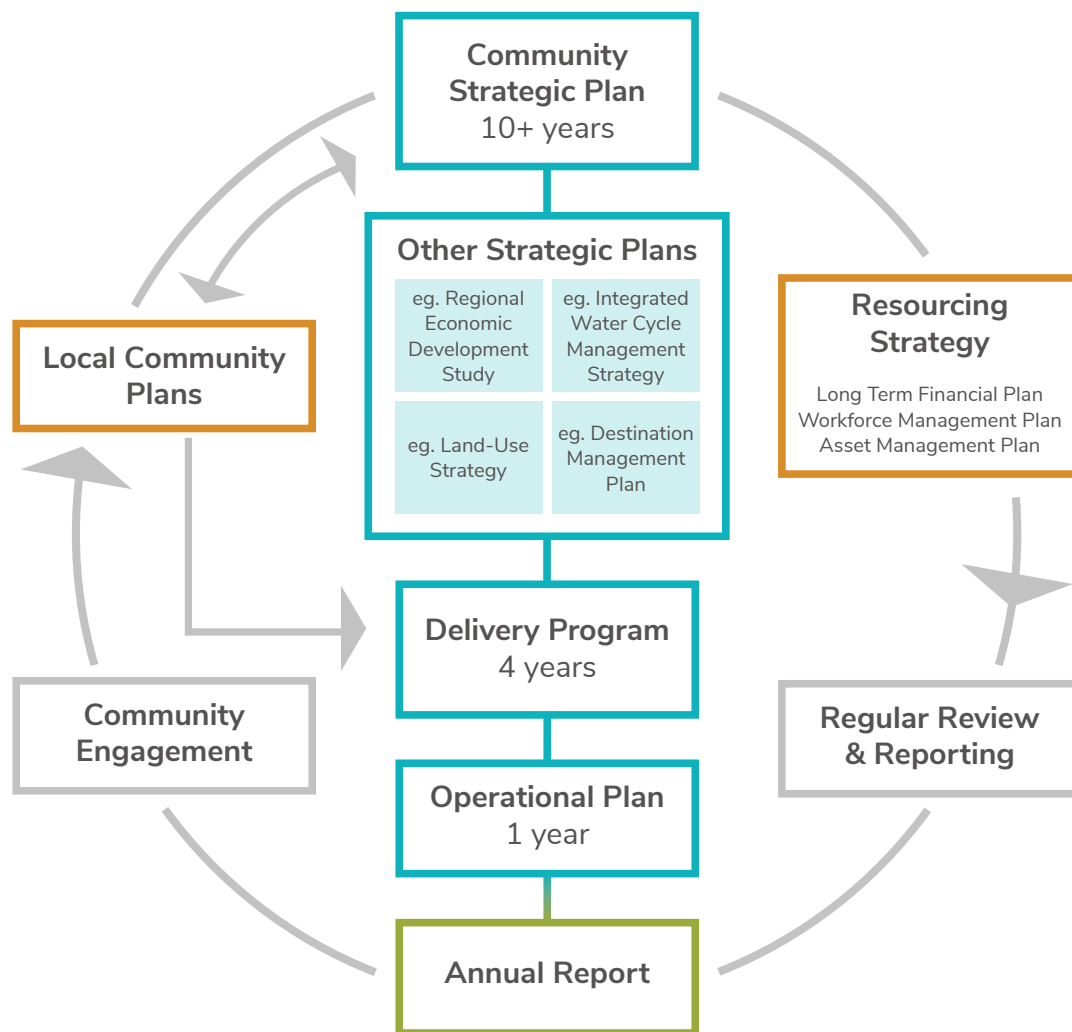 Community
Strategic Plan
10+ years
Other Strategic Plans
eg. Regional
Economic
Development
Study
eg. Integrated
Water Cycle
Management
Strategy
eg. Land-Use
Strategy
eg. Destination
Management
Plan
Local Community
Plans
Resourcing
Strategy
Long Term Financial Plan
Workforce Management Plan
Asset Management Plan
Delivery Program
4 years
Community
Engagement
Regular Review
& Reporting
Operational Plan
1 year
Annual Report